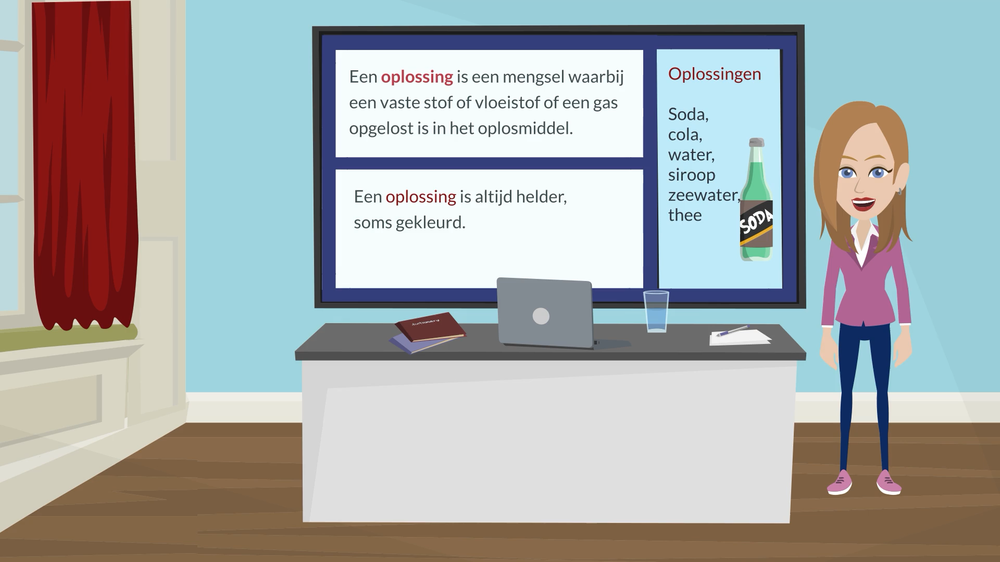 Een oplossing is een mengsel waarbij
een vaste stof of vloeistof of een gas
opgelost is in het oplosmiddel.
Een oplossing is altijd helder,
soms gekleurd.
Oplossingen
Soda,
cola,
water,
siroop
zeewater,
thee
SODA
dictionary